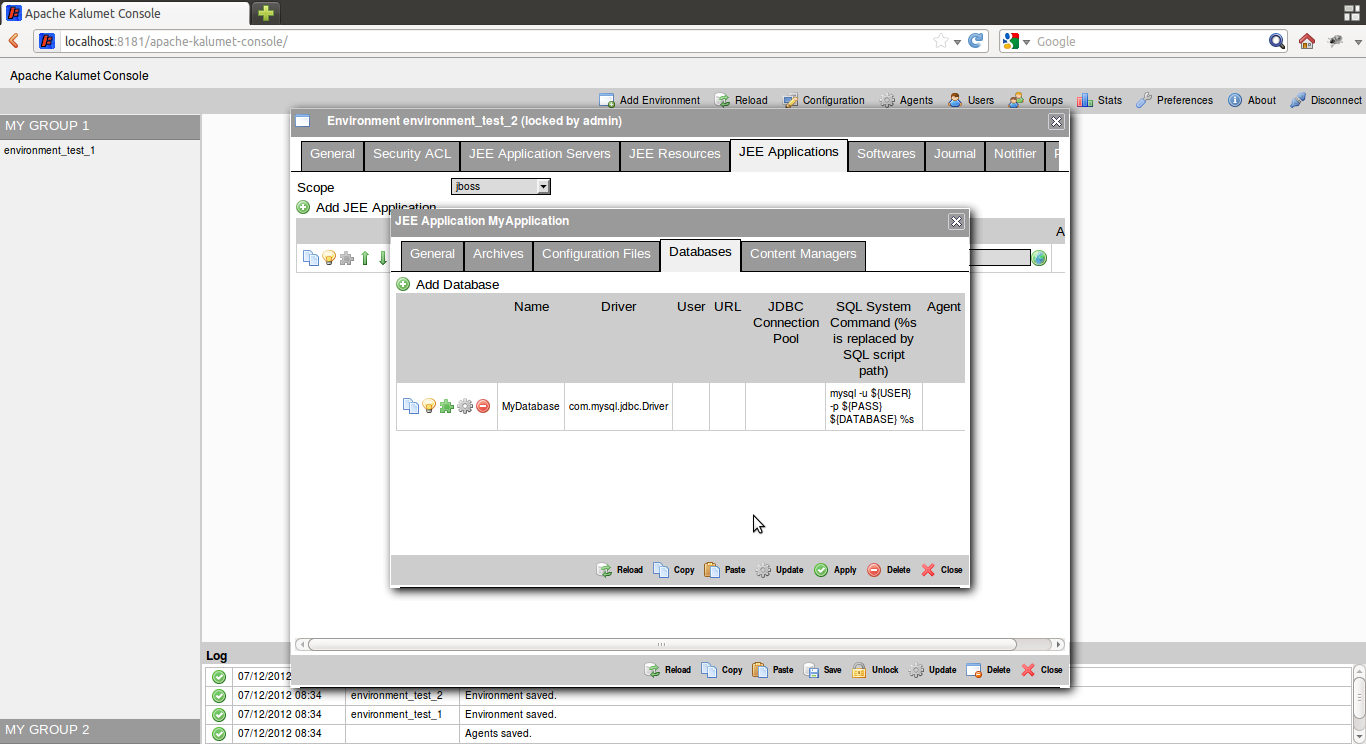 Apache Kalumet Console
localhost:8181/apache-kalumet-console/
Google
Apache Kalumet Console
Add Environment Reload Configuration Agents Users Groups Stats Preferences About Disconnect
MY GROUP 1
environment_test_1
Environment environment_test_2 (locked by admin)
General Security ACL JEE Application Servers JEE Resources JEE Applications Softwares Journal Notifier
Scope jboss
Add JEE Application
A
JEE Application MyApplication
General Archives Configuration Files Databases Content Managers
Add Database
Name Driver User URL JDBC Connection Pool SQL System Command (%s is replaced by SQL script path) Agent
MyDatabase com.mysql.jdbc.Driver mysql -u ${USER} -p ${PASS} ${DATABASE} %s
Reload Copy Paste Update Apply Delete Close
Reload Copy Paste Save Unlock Update Delete Close
Log
07/12/2012
07/12/2012 08:34 environment_test_2 Environment saved.
07/12/2012 08:34 environment_test_1 Environment saved.
07/12/2012 08:34 Agents saved.
MY GROUP 2